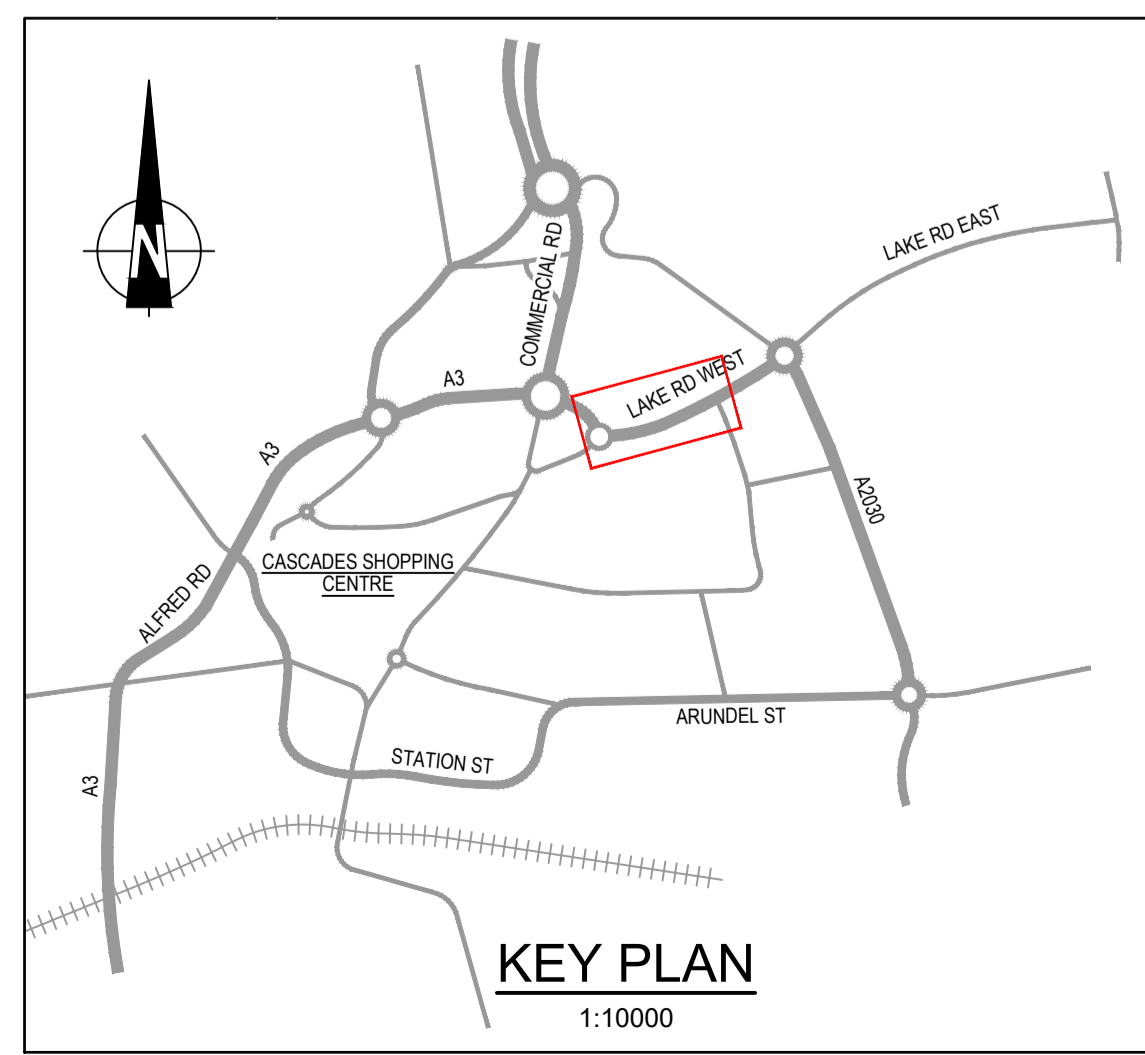 N
COMMERCIAL RD
LAKE RD EAST
LAKE RD WEST
A3
A3
A2030
CASCADES SHOPPING
CENTRE
ALFRED RD
ARUNDEL ST
STATION ST
A3
KEY PLAN
1:10000